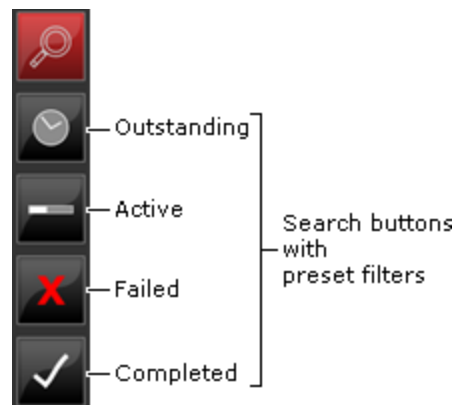 Outstanding
Active
Search buttons
with
preset filters
Failed
Completed